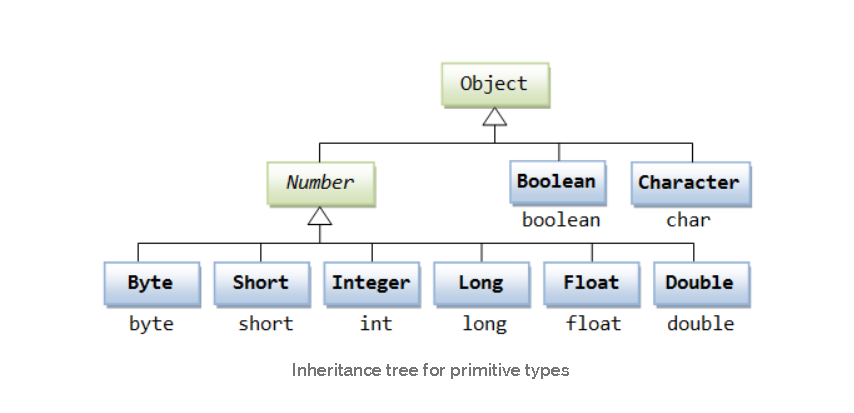 Object
Number Boolean Character
boolean char
Byte Short Integer Long Float Double
byte short int long float double
Inheritance tree for primitive types